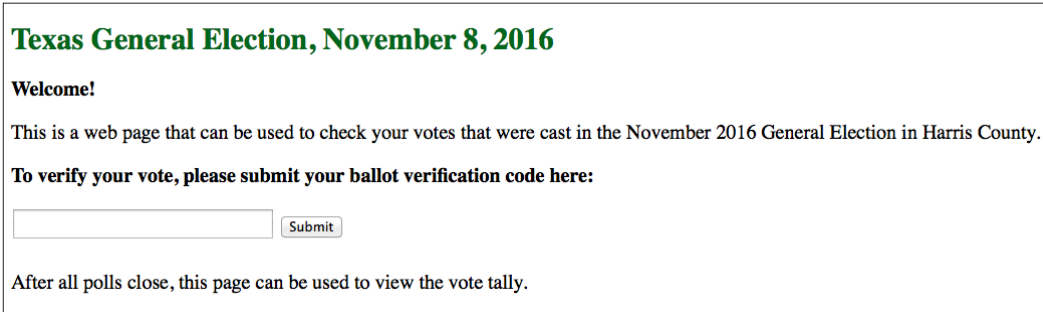 Texas General Election, November 8, 2016
Welcome!
This is a web page that can be used to check your votes that were cast in the November 2016 General Election in Harris County.
To verify your vote, please submit your ballot verification code here:
Submit
After all polls close, this page can be used to view the vote tally.